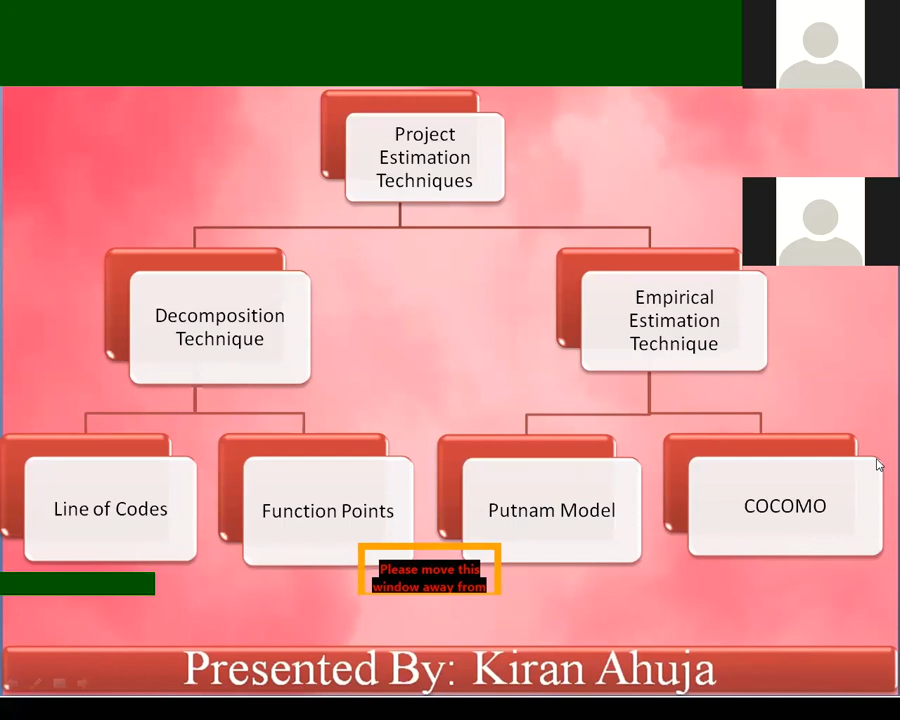 Project
Estimation
Techniques
Decomposition
Technique
Empirical
Estimation
Technique
Line of Codes
Function Points
Putnam Model
COCOMO
Please move this
window away from
Presented By: Kiran Ahuja